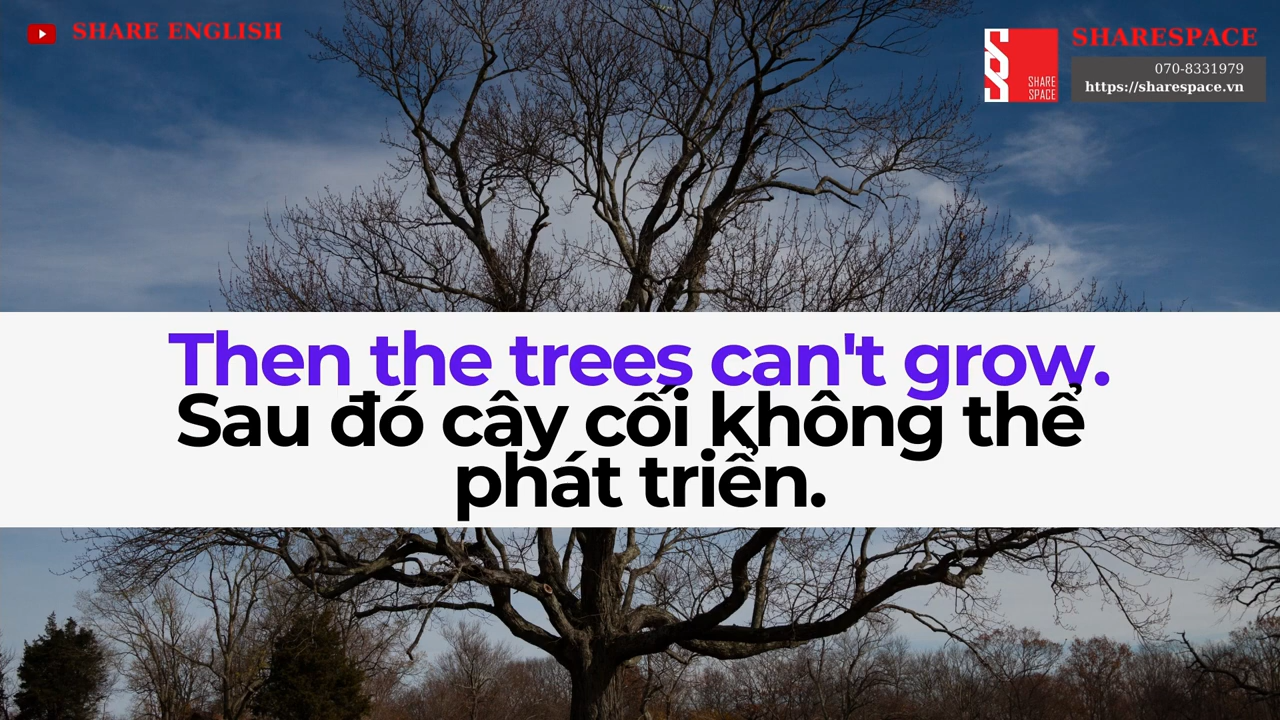 SHARE ENGLISH
SHARESPACE
070-8331979
https://sharespace.vn
SHARE
SPACE
Then the trees can't grow.
Sau đó cây cối không thể
phát triển.